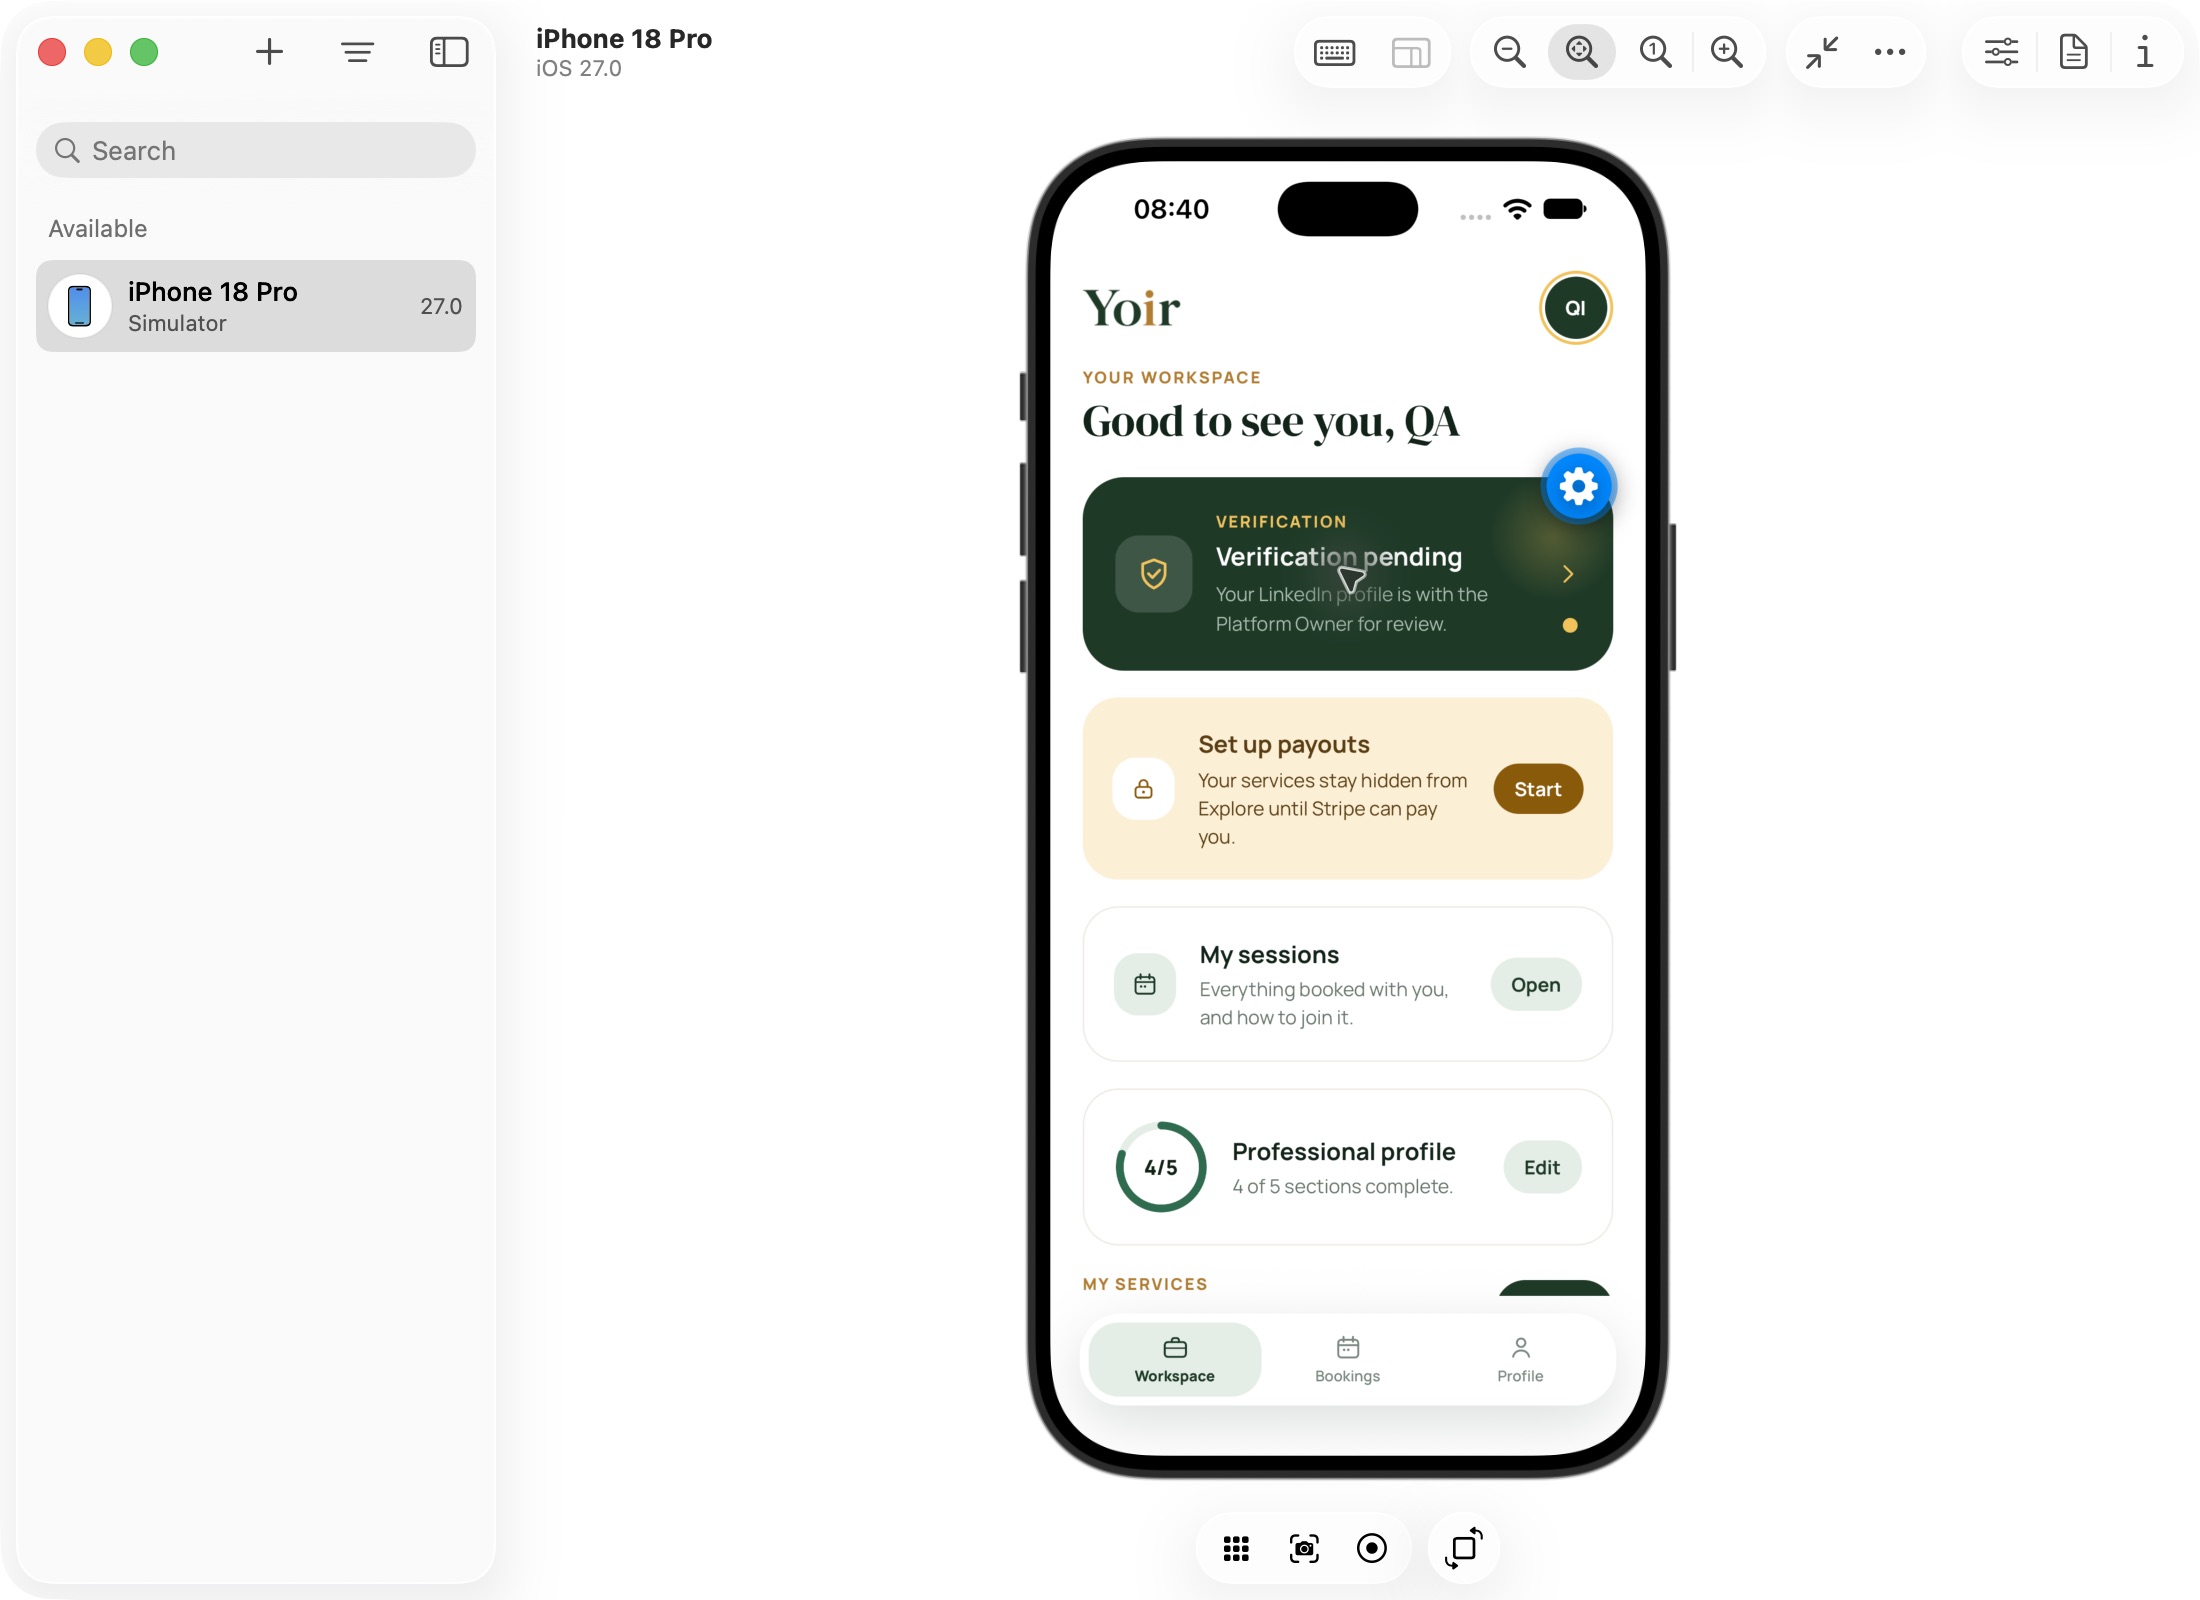 iPhone 18 Pro
iOS 27.0
Search
Available
iPhone 18 Pro
Simulator
27.0
08:40
Yoir
QI
YOUR WORKSPACE
Good to see you, QA
VERIFICATION
Verification pending
Your LinkedIn profile is with the
Platform Owner for review.
Set up payouts
Your services stay hidden from
Explore until Stripe can pay
you.
Start
My sessions
Everything booked with you,
and how to join it.
Open
4/5
Professional profile
4 of 5 sections complete.
Edit
MY SERVICES
Workspace
Bookings
Profile